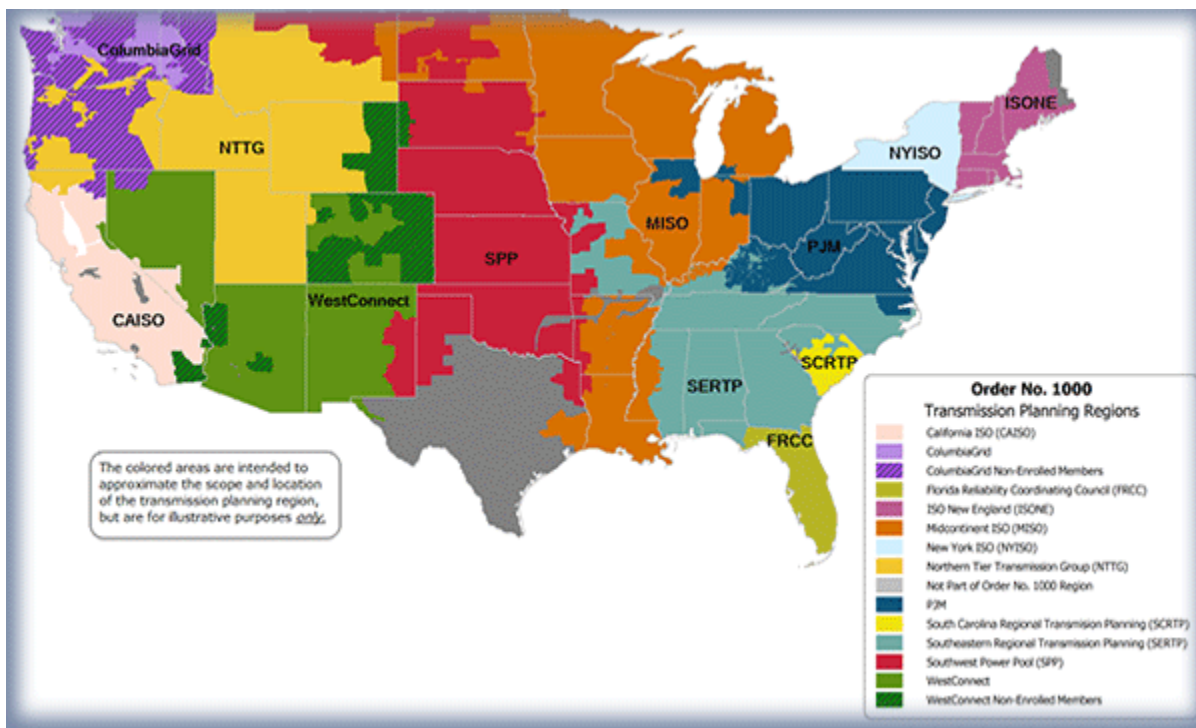 ColumbiaGrid
NTTG
ISONE
NYISO
MISO
PJM
SPP
WestConnect
CAISO
SCRTP
SERTP
FRCC
The colored areas are intended to
approximate the scope and location
of the transmission planning region,
but are for illustrative purposes only.
Order No. 1000
Transmission Planning Regions
California ISO (CAISO)
ColumbiaGrid
ColumbiaGrid Non-Enrolled Members
Florida Reliability Coordinating Council (FRCC)
ISO New England (ISONE)
Midcontinent ISO (MISO)
New York ISO (NYISO)
Northern Tier Transmission Group (NTTG)
Not Part of Order No. 1000 Region
PJM
South Carolina Regional Transmision Planning (SCRTP)
Southeastern Regional Transmission Planning (SERTP)
Southwest Power Pool (SPP)
WestConnect
WestConnect Non-Enrolled Members